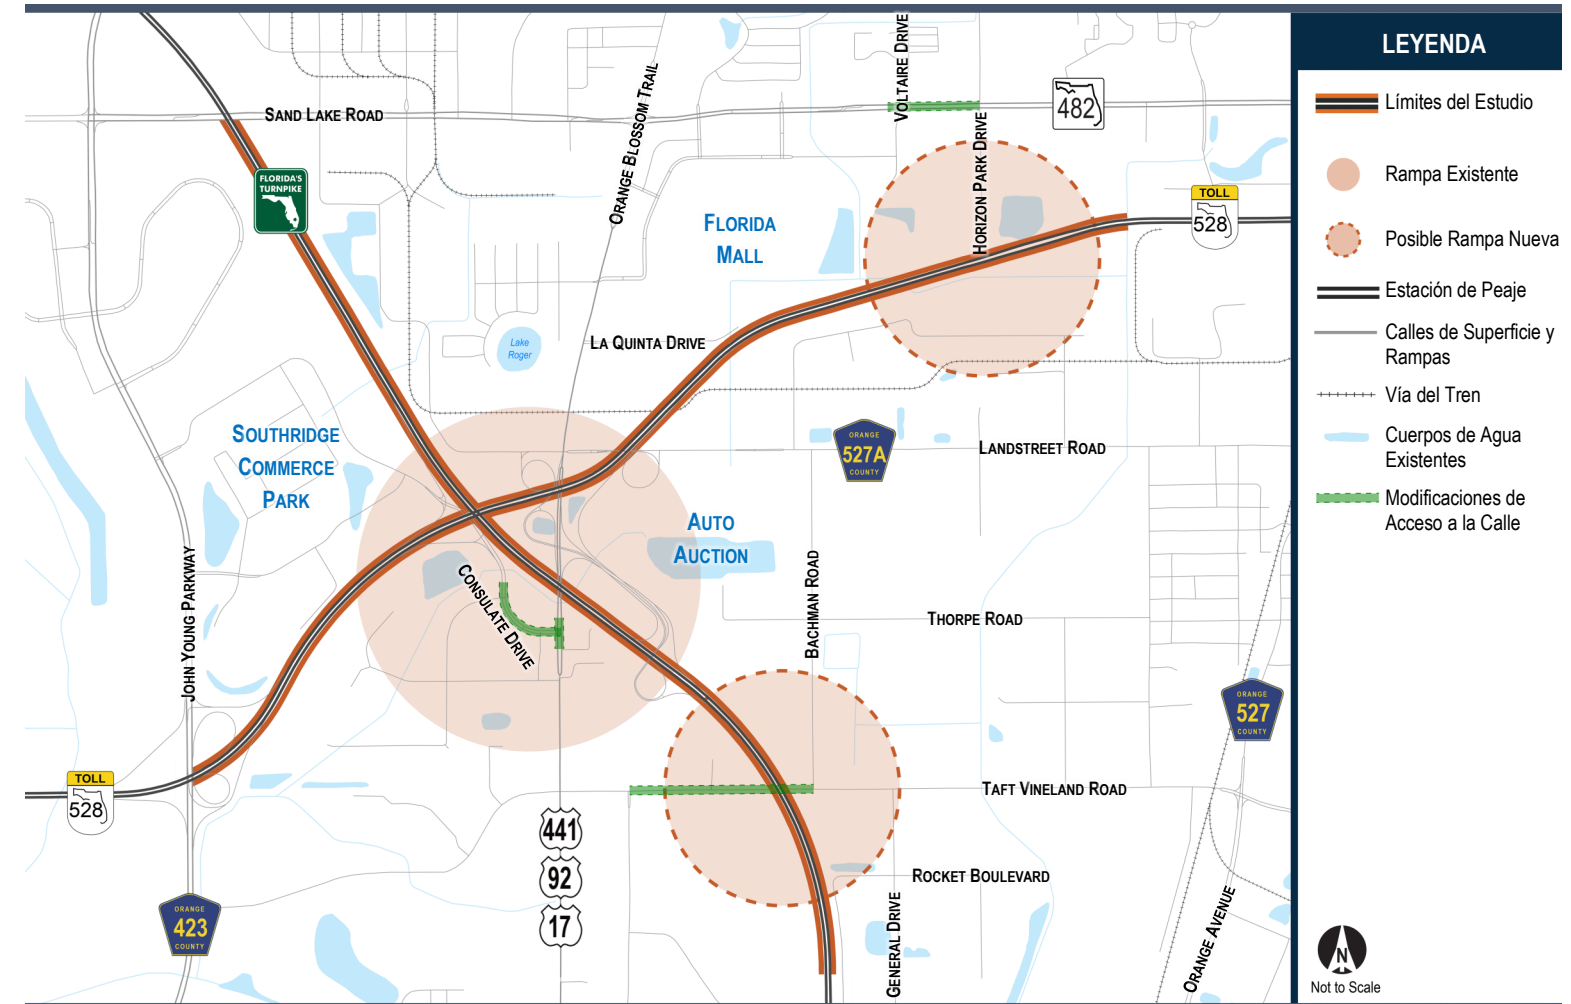 LEYENDA
Límites del Estudio
Rampa Existente
Posible Rampa Nueva
Estación de Peaje
Calles de Superficie y
Rampas
Vía del Tren
Cuerpos de Agua
Existentes
Modificaciones de
Acceso a la Calle
N
Not to Scale
SAND LAKE ROAD
ORANGE BLOSSOM TRAIL
VOLTAIRE DRIVE
482
HORIZON PARK DRIVE
FLORIDA'S
TURNPIKE
TOLL
528
FLORIDA
MALL
Lake
Roger
LA QUINTA DRIVE
SOUTHRIDGE
COMMERCE
PARK
ORANGE
527A
COUNTY
LANDSTREET ROAD
AUTO
AUCTION
CONSULATE DRIVE
JOHN YOUNG PARKWAY
BACHMAN ROAD
THORPE ROAD
ORANGE
527
COUNTY
TOLL
528
TAFT VINELAND ROAD
441
92
17
ROCKET BOULEVARD
GENERAL DRIVE
ORANGE AVENUE
ORANGE
423
COUNTY